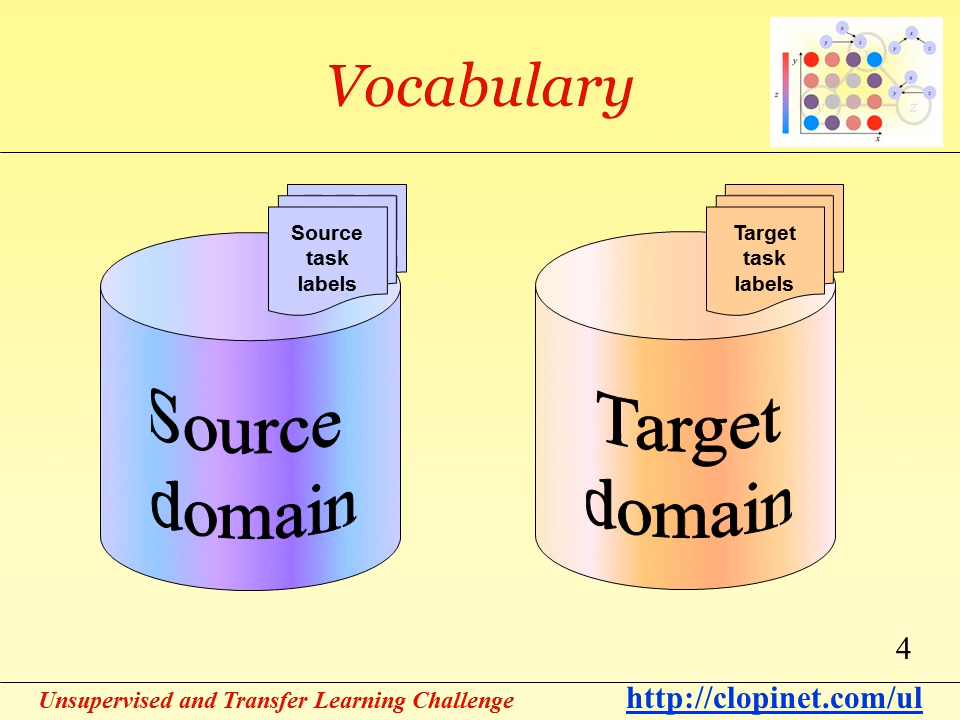 Vocabulary
x
y
z
x
y
z
x
y
z
y
z
x
z
Source
task
labels
Target
task
labels
Source
domain
Target
domain
4
Unsupervised and Transfer Learning Challenge
http://clopinet.com/ul